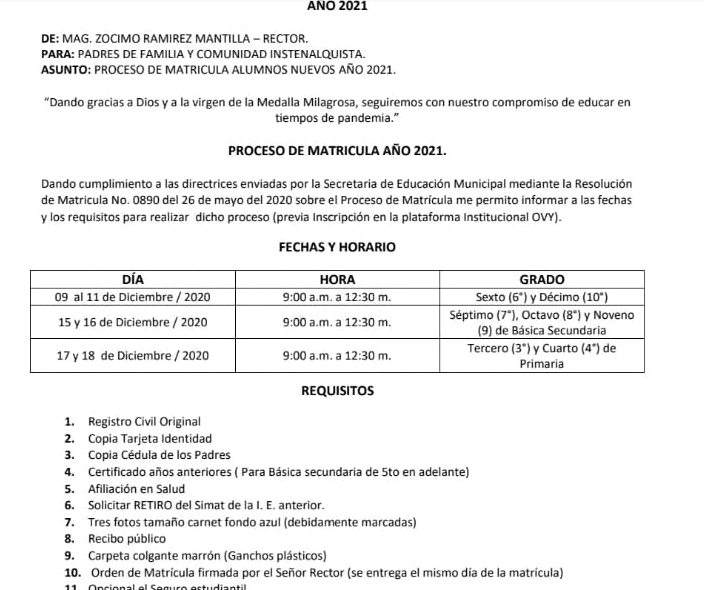 AÑO 2021
DE: MAG. ZOCIMO RAMIREZ MANTILLA – RECTOR.
PARA: PADRES DE FAMILIA Y COMUNIDAD INSTENALQUISTA.
ASUNTO: PROCESO DE MATRICULA ALUMNOS NUEVOS AÑO 2021.
"Dando gracias a Dios y a la virgen de la Medalla Milagrosa, seguiremos con nuestro compromiso de educar en
tiempos de pandemia."
PROCESO DE MATRICULA AÑO 2021.
Dando cumplimiento a las directrices enviadas por la Secretaria de Educación Municipal mediante la Resolución
de Matricula No. 0890 del 26 de mayo del 2020 sobre el Proceso de Matrícula me permito informar a las fechas
y los requisitos para realizar dicho proceso (previa Inscripción en la plataforma Institucional OVY).
FECHAS Y HORARIO
DÍA HORA GRADO
09 al 11 de Diciembre / 2020 9:00 a.m. a 12:30 m. Sexto (6°) y Décimo (10°)
15 y 16 de Diciembre / 2020 9:00 a.m. a 12:30 m. Séptimo (7°), Octavo (8°) y Noveno
(9) de Básica Secundaria
17 y 18 de Diciembre / 2020 9:00 a.m. a 12:30 m. Tercero (3°) y Cuarto (4°) de
Primaria
REQUISITOS
1. Registro Civil Original
2. Copia Tarjeta Identidad
3. Copia Cédula de los Padres
4. Certificado años anteriores ( Para Básica secundaria de 5to en adelante)
5. Afiliación en Salud
6. Solicitar RETIRO del Simat de la I. E. anterior.
7. Tres fotos tamaño carnet fondo azul (debidamente marcadas)
8. Recibo público
9. Carpeta colgante marrón (Ganchos plásticos)
10. Orden de Matrícula firmada por el Señor Rector (se entrega el mismo día de la matrícula)
11. Opcional el Seguro estudiantil